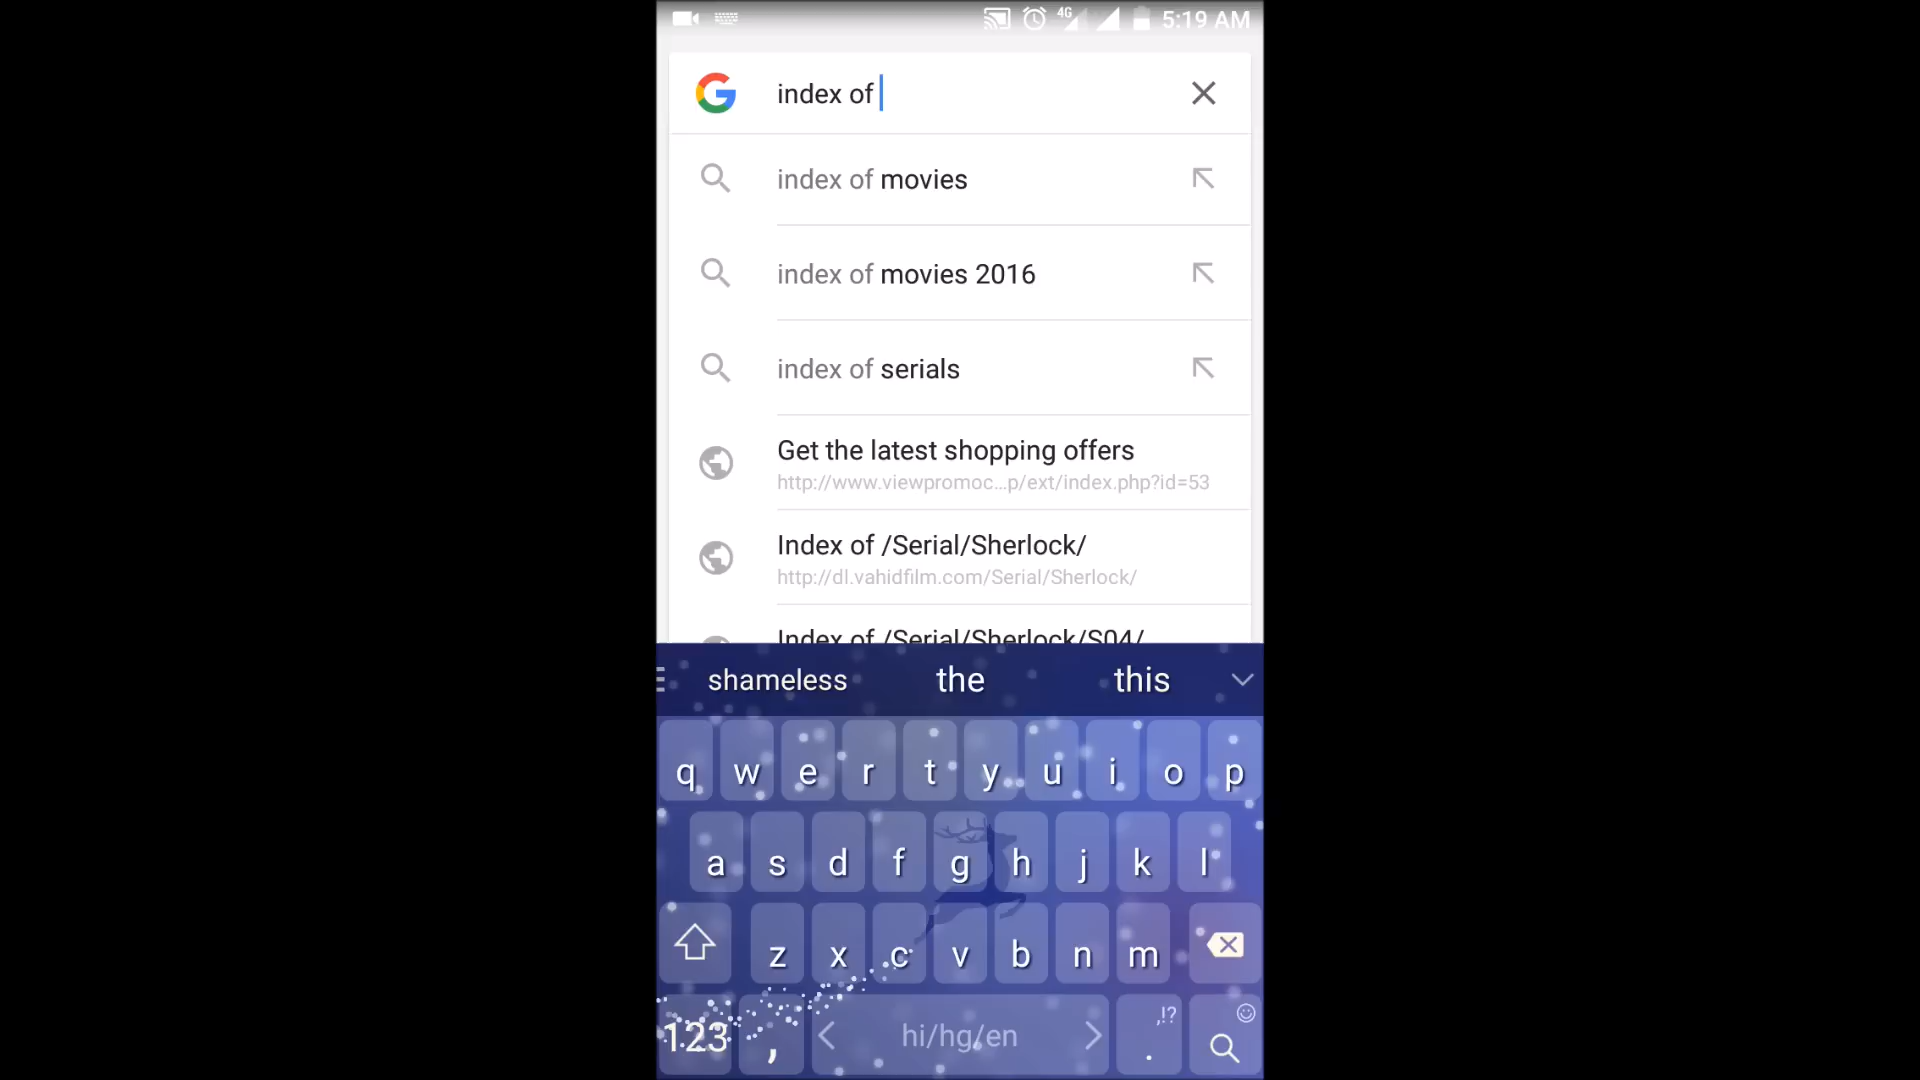 4G 5:19 AM
index of
index of movies
index of movies 2016
index of serials
Get the latest shopping offers
http://www.viewpromoc...p/ext/index.php?id=53
Index of /Serial/Sherlock/
http://dl.vahidfilm.com/Serial/Sherlock/
Index of /Serial/Sherlock/S04/
shameless the this
q w e r t y u i o p
a s d f g h j k l
z x c v b n m
123 , hi/hg/en ,!? .